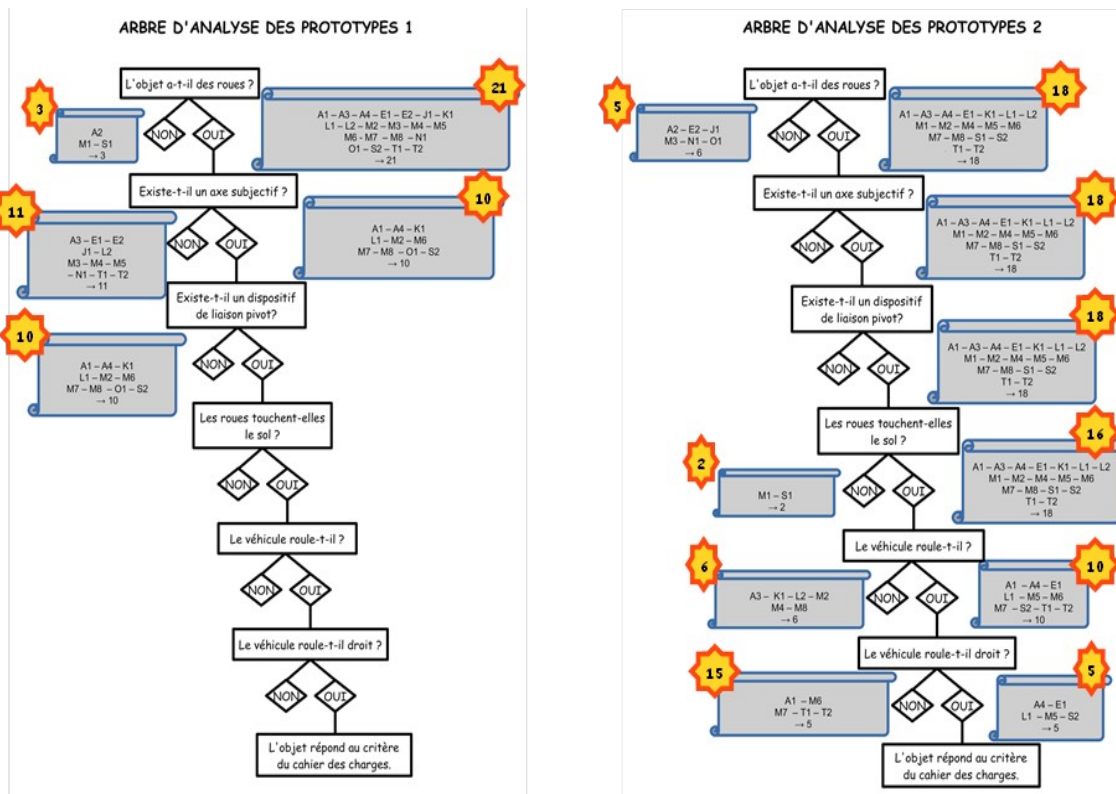 ARBRE D'ANALYSE DES PROTOTYPES 1
L'objet a-t-il des roues ?
3
A2
M1 – S1
→ 3
NON
OUI
21
A1 – A3 – A4 – E1 – E2 – J1 – K1
L1 – L2 – M2 – M3 – M4 – M5
M6 – M7 – M8 – N1
O1 – S2 – T1 – T2
→ 21
Existe-t-il un axe subjectif ?
11
A3 – E1 – E2
J1 – L2
M3 – M4 – M5
– N1 – T1 – T2
→ 11
NON
OUI
10
A1 – A4 – K1
L1 – M2 – M6
M7 – M8 – O1 – S2
→ 10
Existe-t-il un dispositif
de liaison pivot?
10
A1 – A4 – K1
L1 – M2 – M6
M7 – M8 – O1 – S2
→ 10
NON
OUI
Les roues touchent-elles
le sol ?
NON
OUI
Le véhicule roule-t-il ?
NON
OUI
Le véhicule roule-t-il droit ?
NON
OUI
L'objet répond au critère
du cahier des charges.
ARBRE D'ANALYSE DES PROTOTYPES 2
L'objet a-t-il des roues ?
5
A2 – E2 – J1
M3 – N1 – O1
→ 6
NON
OUI
18
A1 – A3 – A4 – E1 – K1 – L1 – L2
M1 – M2 – M4 – M5 – M6
M7 – M8 – S1 – S2
T1 – T2
→ 18
Existe-t-il un axe subjectif ?
NON
OUI
18
A1 – A3 – A4 – E1 – K1 – L1 – L2
M1 – M2 – M4 – M5 – M6
M7 – M8 – S1 – S2
T1 – T2
→ 18
Existe-t-il un dispositif
de liaison pivot?
NON
OUI
18
A1 – A3 – A4 – E1 – K1 – L1 – L2
M1 – M2 – M4 – M5 – M6
M7 – M8 – S1 – S2
T1 – T2
→ 18
Les roues touchent-elles
le sol ?
2
M1 – S1
→ 2
NON
OUI
16
A1 – A3 – A4 – E1 – K1 – L1 – L2
M1 – M2 – M4 – M5 – M6
M7 – M8 – S1 – S2
T1 – T2
→ 18
Le véhicule roule-t-il ?
6
A3 – K1 – L2 – M2
M4 – M8
→ 6
NON
OUI
10
A1 – A4 – E1
L1 – M5 – M6
M7 – S2 – T1 – T2
→ 10
Le véhicule roule-t-il droit ?
15
A1 – M6
M7 – T1 – T2
→ 5
NON
OUI
5
A4 – E1
L1 – M5 – S2
→ 5
L'objet répond au critère
du cahier des charges.